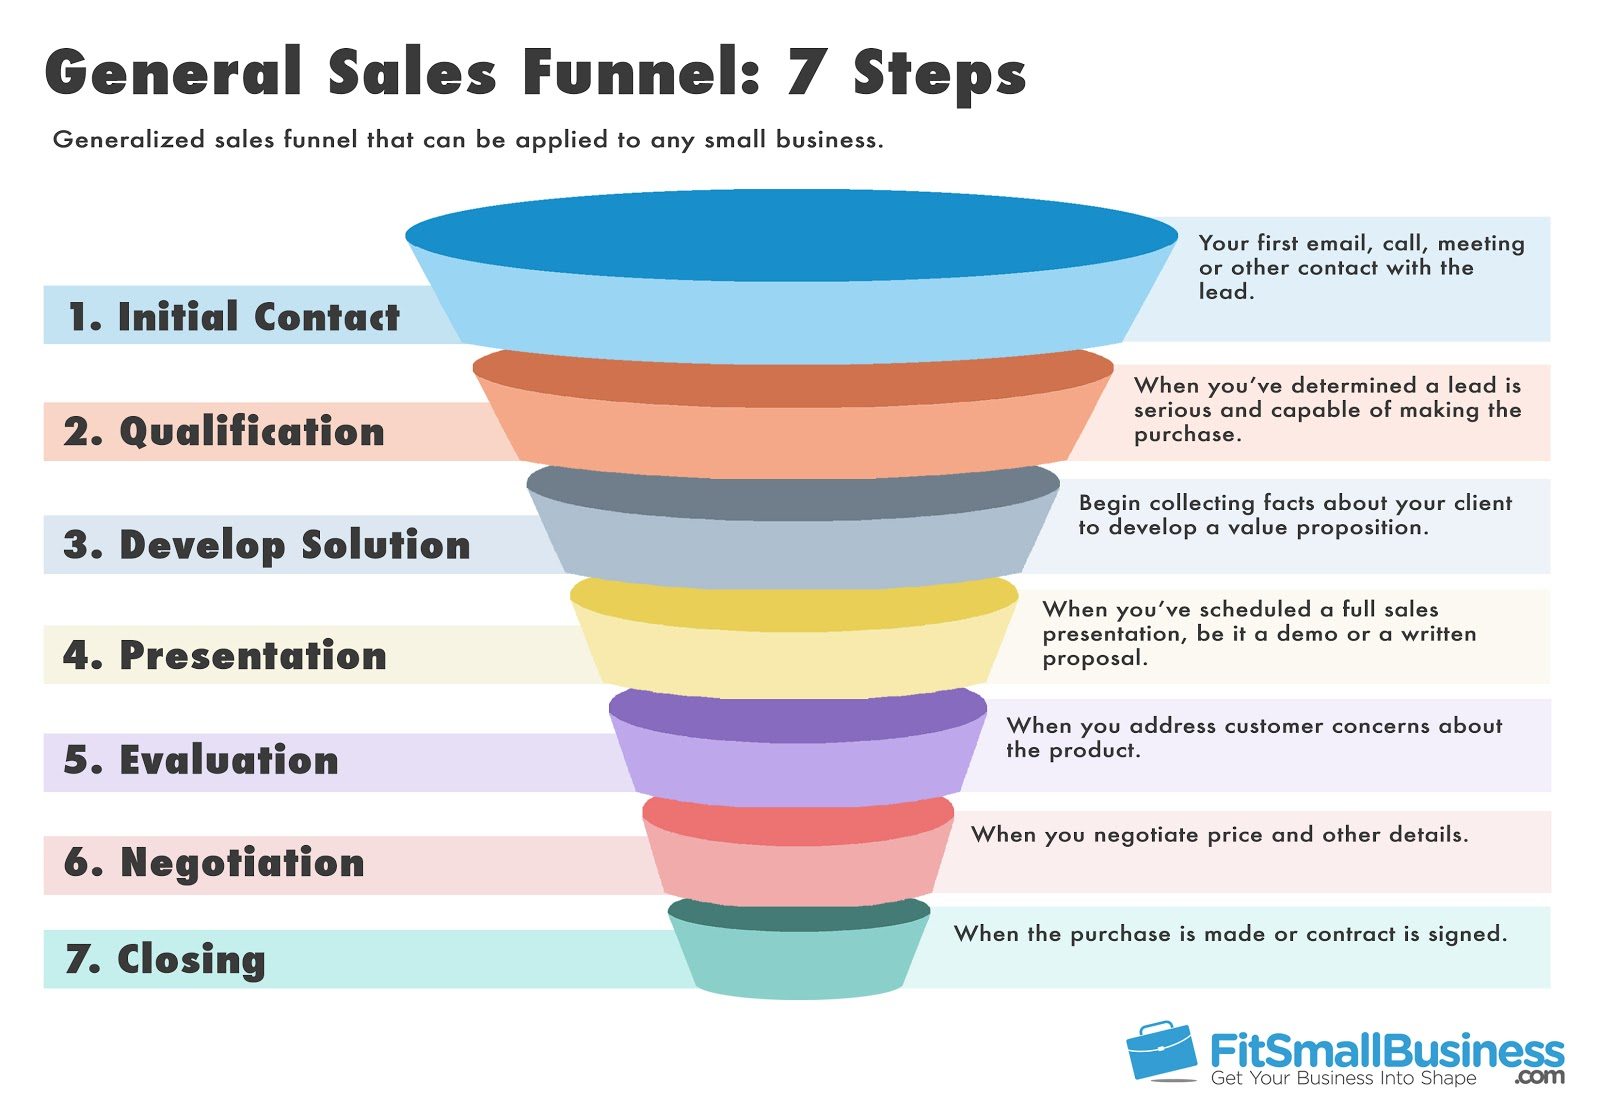 General Sales Funnel: 7 Steps
Generalized sales funnel that can be applied to any small business.
1. Initial Contact
Your first email, call, meeting
or other contact with the
lead.
2. Qualification
When you’ve determined a lead is
serious and capable of making the
purchase.
3. Develop Solution
Begin collecting facts about your client
to develop a value proposition.
4. Presentation
When you’ve scheduled a full sales
presentation, be it a demo or a written
proposal.
5. Evaluation
When you address customer concerns about
the product.
6. Negotiation
When you negotiate price and other details.
7. Closing
When the purchase is made or contract is signed.
FitSmallBusiness
Get Your Business Into Shape .com